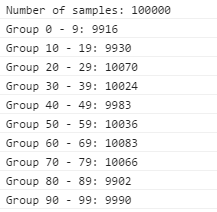 Number of samples: 100000
Group 0 - 9: 9916
Group 10 - 19: 9930
Group 20 - 29: 10070
Group 30 - 39: 10024
Group 40 - 49: 9983
Group 50 - 59: 10036
Group 60 - 69: 10083
Group 70 - 79: 10066
Group 80 - 89: 9902
Group 90 - 99: 9990